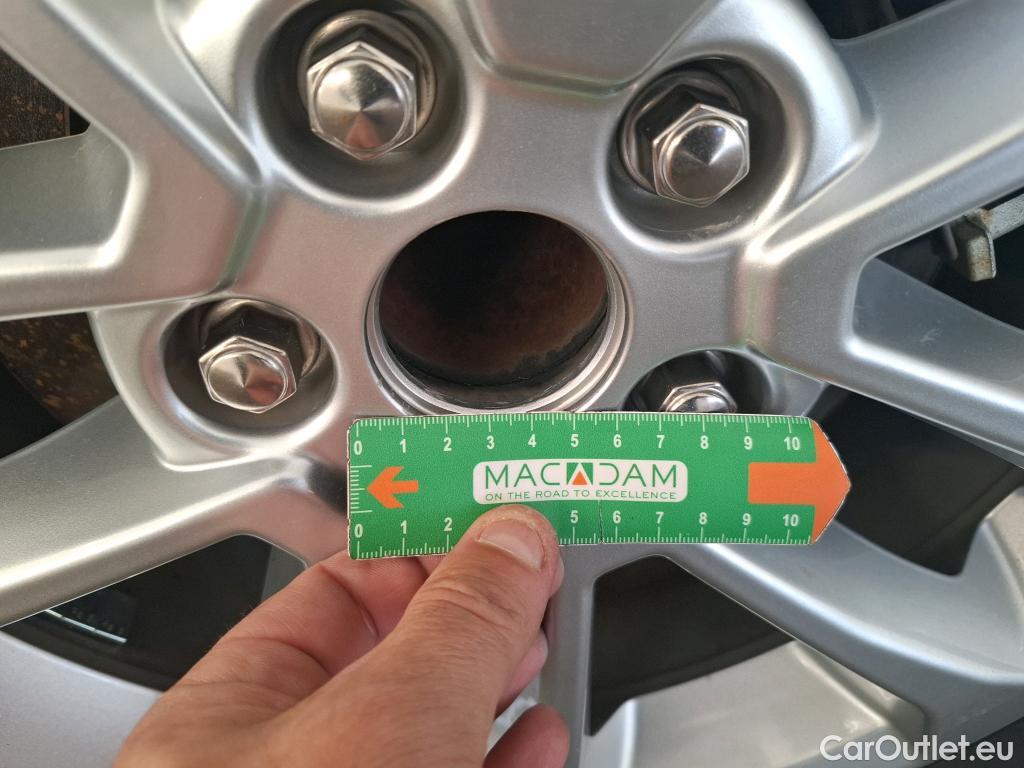 0 1 2 3 4 5 6 7 8 9 10
MACADAM
ON THE ROAD TO EXCELLENCE
0 1 2 5 6 7 8 9 10
CarOutlet.eu